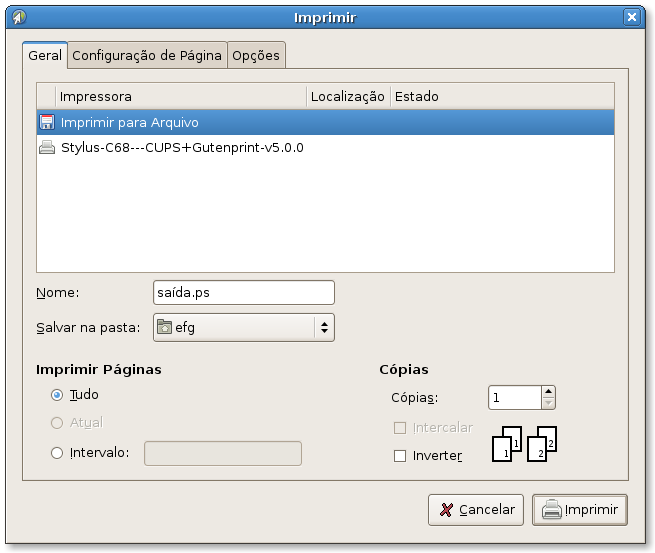 Imprimir
Geral Configuração de Página Opções
Impressora Localização Estado
Imprimir para Arquivo
Stylus-C68---CUPS+Gutenprint-v5.0.0
Nome: saída.ps
Salvar na pasta: efg
Imprimir Páginas
Tudo
Atual
Intervalo:
Cópias
Cópias: 1
Intercalar
Inverter
1 1 2 2
Cancelar Imprimir